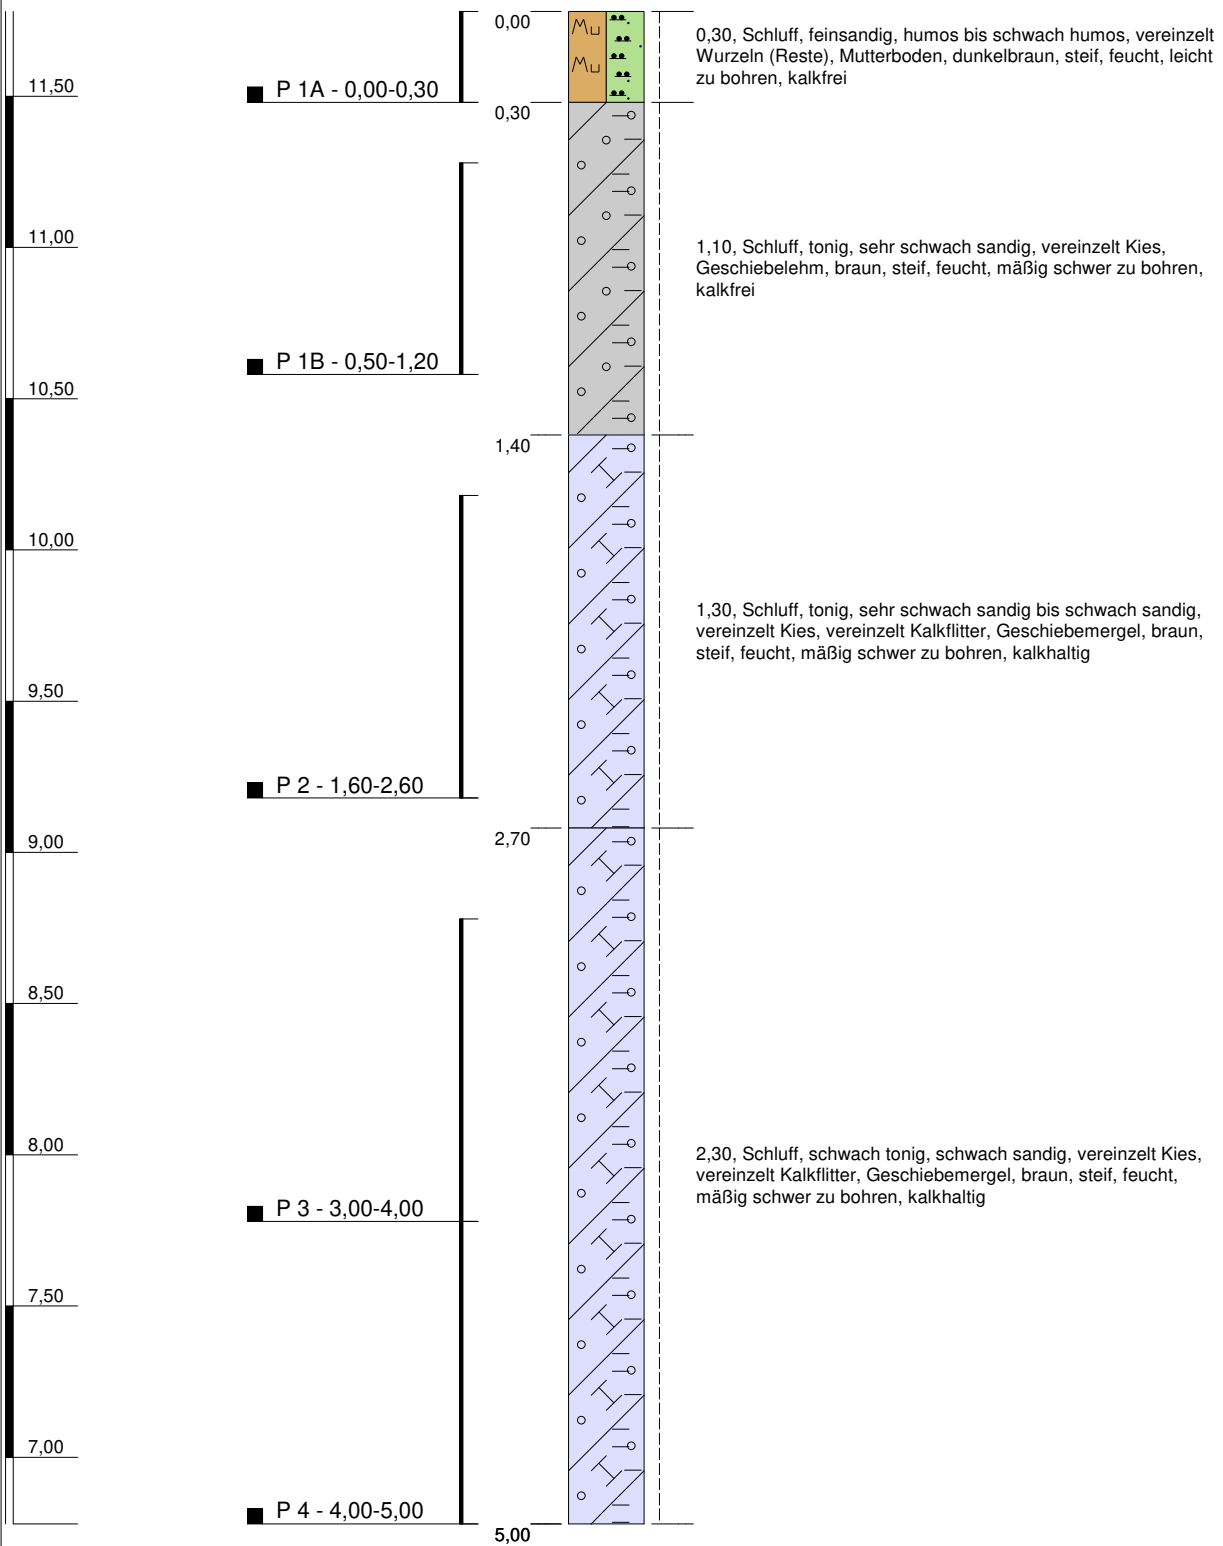 0,00
Mu
Mu
0,30, Schluff, feinsandig, humos bis schwach humos, vereinzelt
Wurzeln (Reste), Mutterboden, dunkelbraun, steif, feucht, leicht
zu bohren, kalkfrei
11,50
P 1A - 0,00-0,30
0,30
11,00
1,10, Schluff, tonig, sehr schwach sandig, vereinzelt Kies,
Geschiebelehm, braun, steif, feucht, mäßig schwer zu bohren,
kalkfrei
P 1B - 0,50-1,20
10,50
1,40
10,00
1,30, Schluff, tonig, sehr schwach sandig bis schwach sandig,
vereinzelt Kies, vereinzelt Kalkflitter, Geschiebemergel, braun,
steif, feucht, mäßig schwer zu bohren, kalkhaltig
9,50
P 2 - 1,60-2,60
2,70
9,00
8,50
8,00
2,30, Schluff, schwach tonig, schwach sandig, vereinzelt Kies,
vereinzelt Kalkflitter, Geschiebemergel, braun, steif, feucht,
mäßig schwer zu bohren, kalkhaltig
P 3 - 3,00-4,00
7,50
7,00
P 4 - 4,00-5,00
5,00